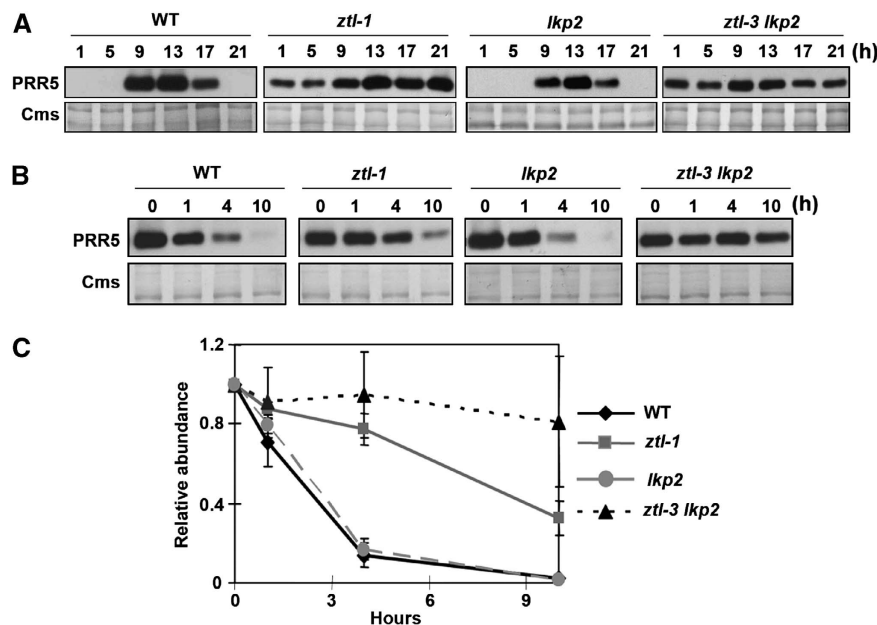 A
WT ztl-1 lkp2 ztl-3 lkp2
1 5 9 13 17 21 1 5 9 13 17 21 1 5 9 13 17 21 1 5 9 13 17 21 (h)
PRR5
Cms
B
WT ztl-1 lkp2 ztl-3 lkp2
0 1 4 10 0 1 4 10 0 1 4 10 0 1 4 10 (h)
PRR5
Cms
C
Relative abundance
1.2
0.8
0.4
0
0 3 6 9
Hours
WT
ztl-1
lkp2
ztl-3 lkp2